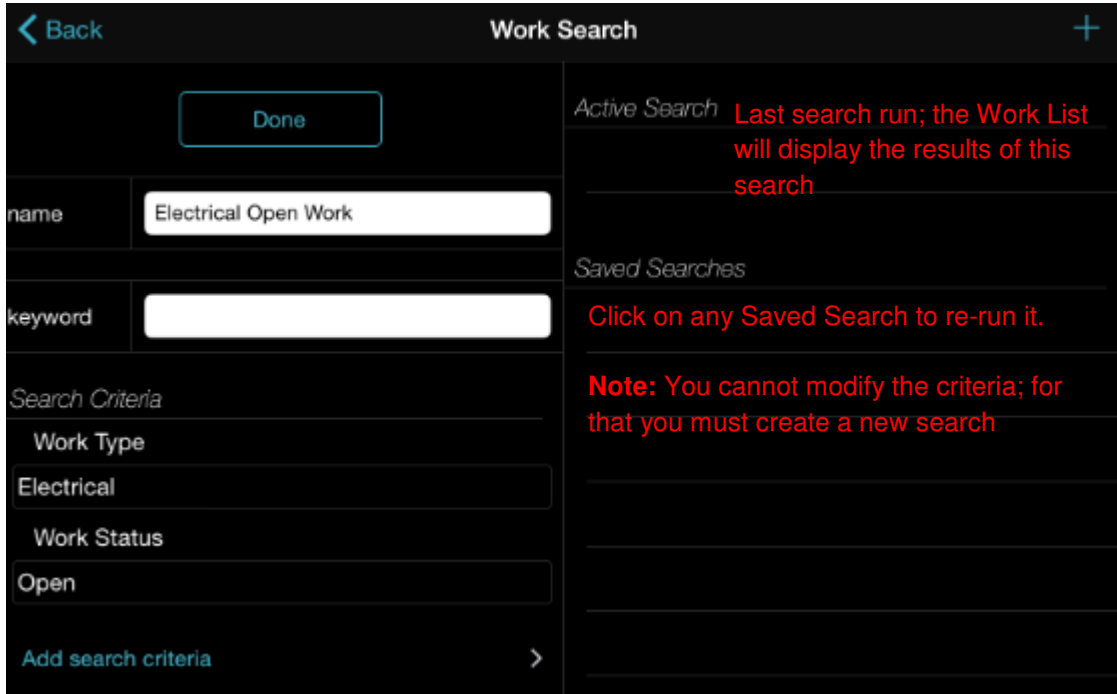 Back
Work Search
+
Done
name
Electrical Open Work
keyword
Search Criteria
Work Type
Electrical
Work Status
Open
Add search criteria
Active Search
Last search run; the Work List
will display the results of this
search
Saved Searches
Click on any Saved Search to re-run it.
Note: You cannot modify the criteria; for
that you must create a new search